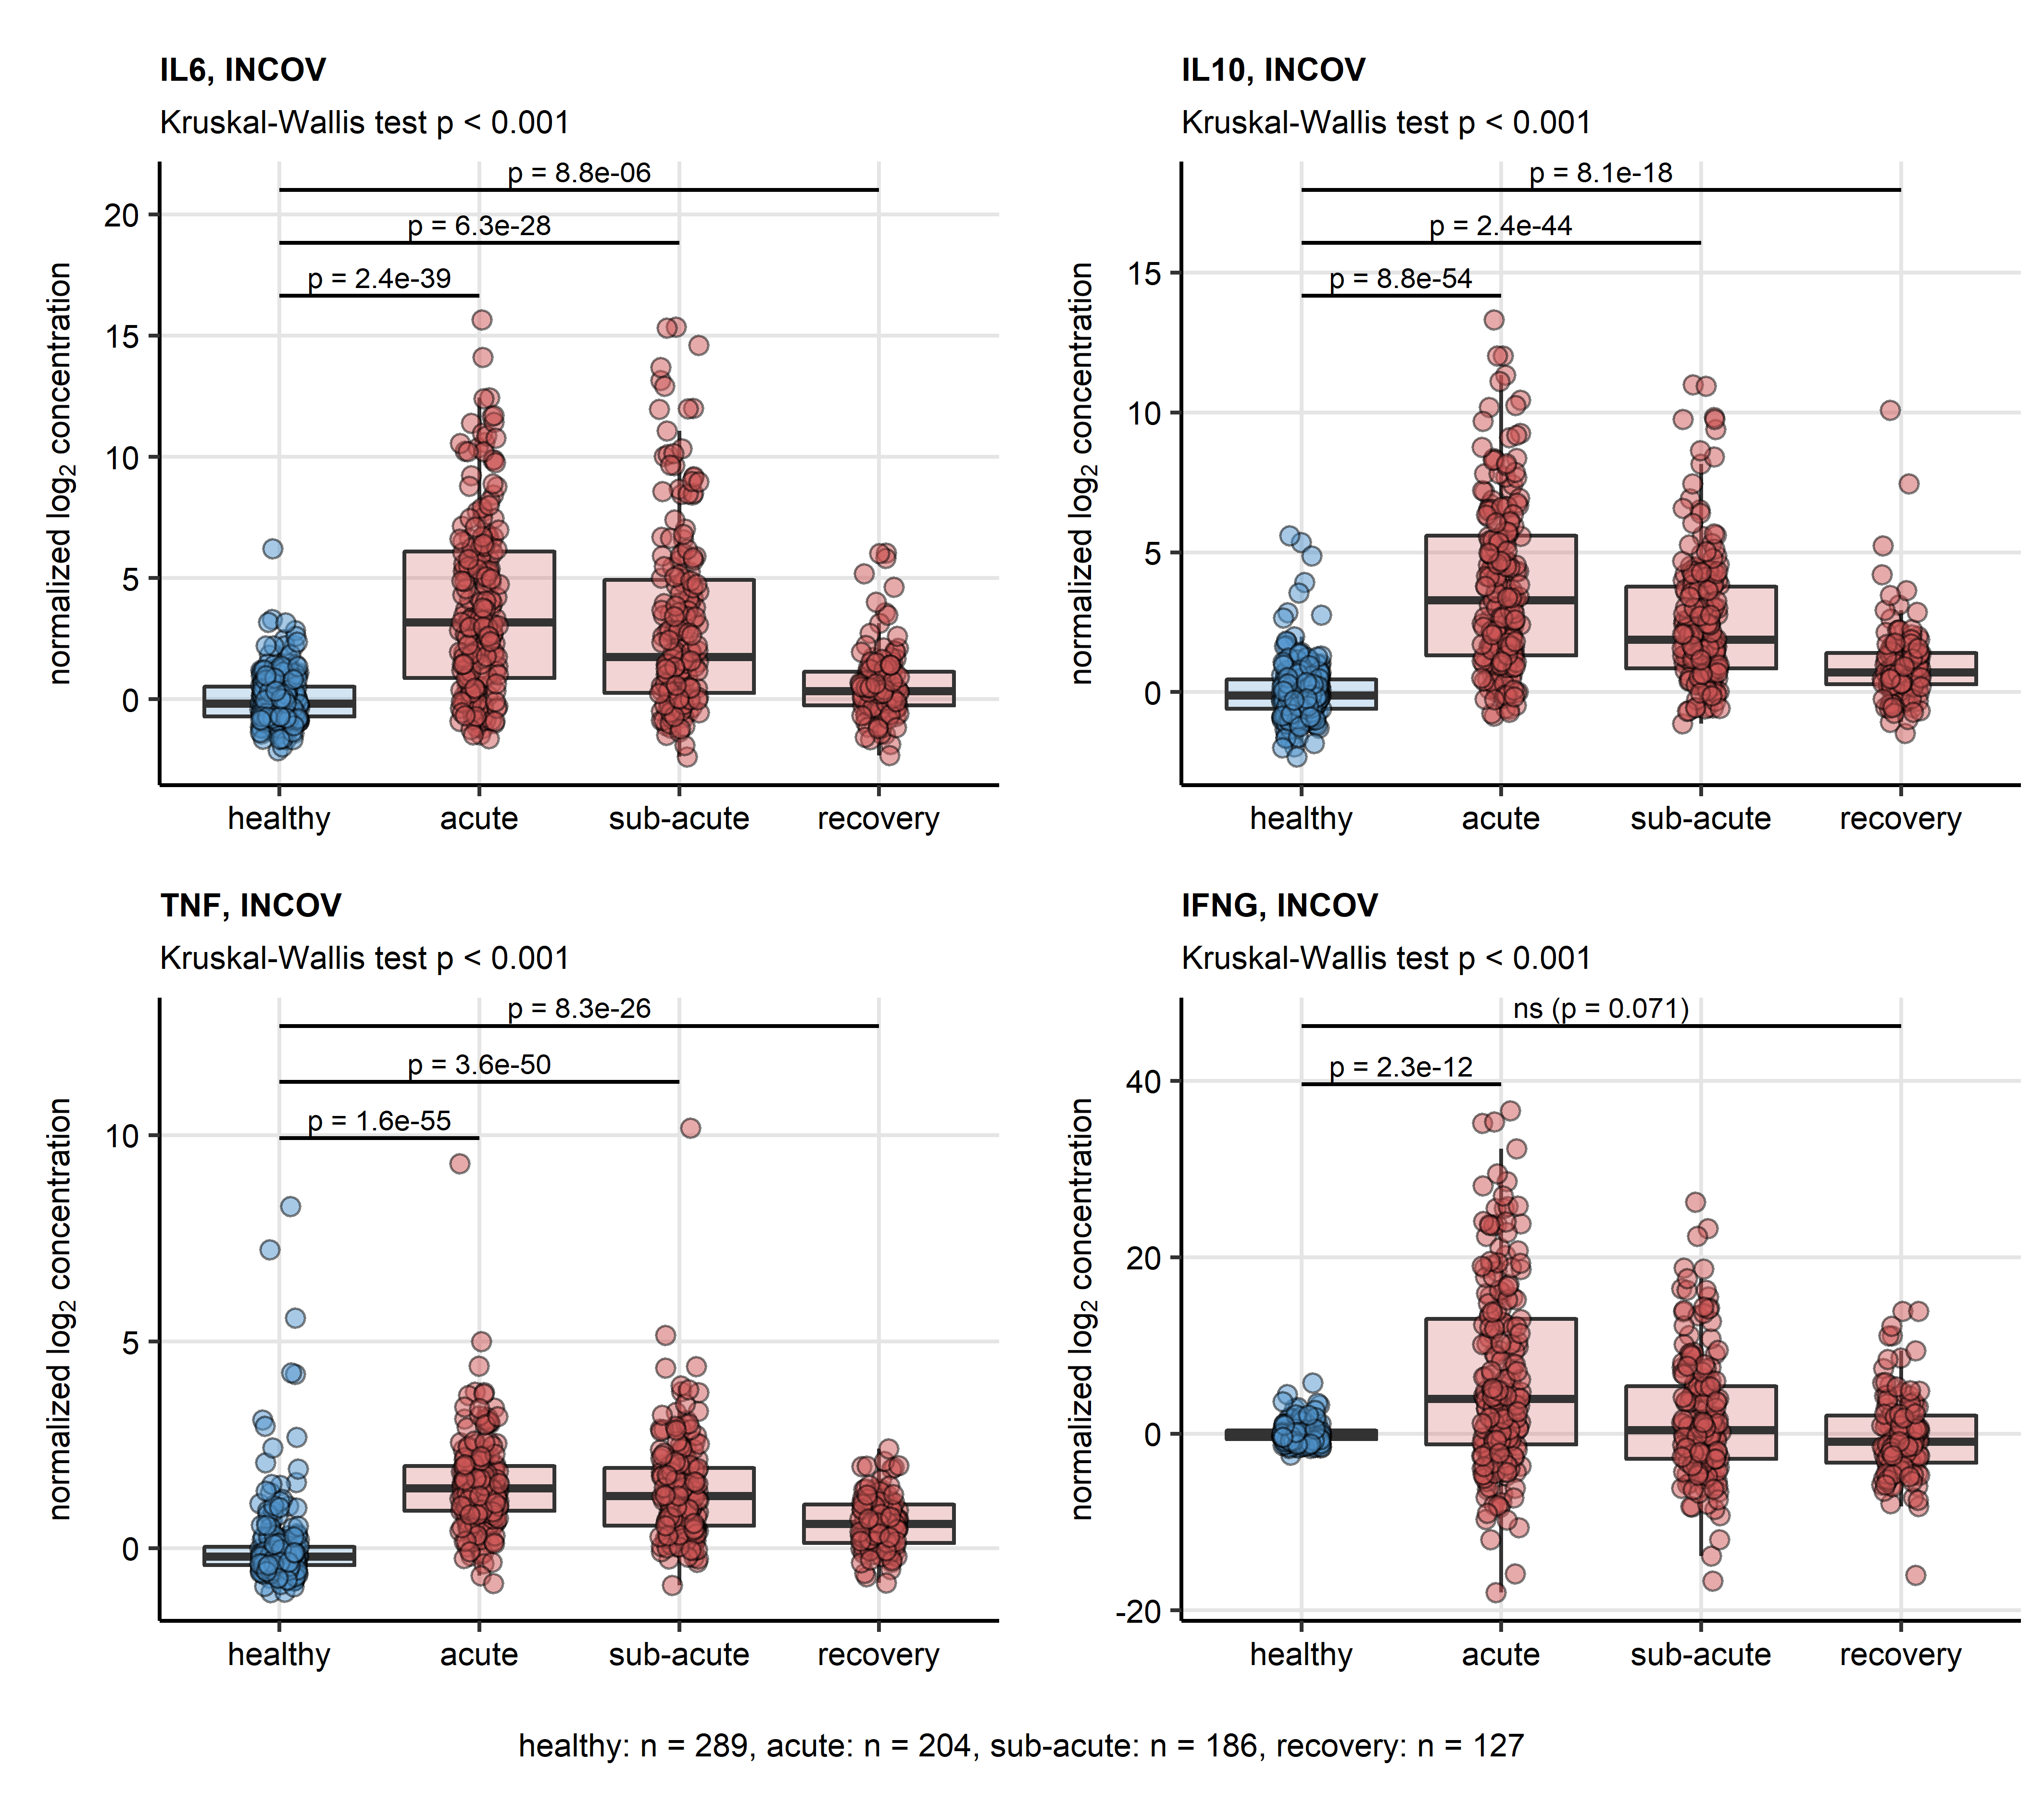 IL6, INCOV
Kruskal-Wallis test p < 0.001
normalized log2 concentration
20
15
10
5
0
p = 8.8e-06
p = 6.3e-28
p = 2.4e-39
healthy acute sub-acute recovery
IL10, INCOV
Kruskal-Wallis test p < 0.001
normalized log2 concentration
15
10
5
0
p = 8.1e-18
p = 2.4e-44
p = 8.8e-54
healthy acute sub-acute recovery
TNF, INCOV
Kruskal-Wallis test p < 0.001
normalized log2 concentration
10
5
0
p = 8.3e-26
p = 3.6e-50
p = 1.6e-55
healthy acute sub-acute recovery
IFNG, INCOV
Kruskal-Wallis test p < 0.001
normalized log2 concentration
40
20
0
-20
ns (p = 0.071)
p = 2.3e-12
healthy acute sub-acute recovery
healthy: n = 289, acute: n = 204, sub-acute: n = 186, recovery: n = 127